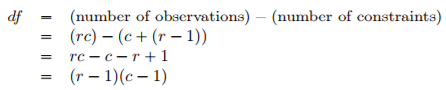 df = (number of observations) – (number of constraints)
= (rc) – (c + (r – 1))
= rc – c – r + 1
= (r – 1)(c – 1)